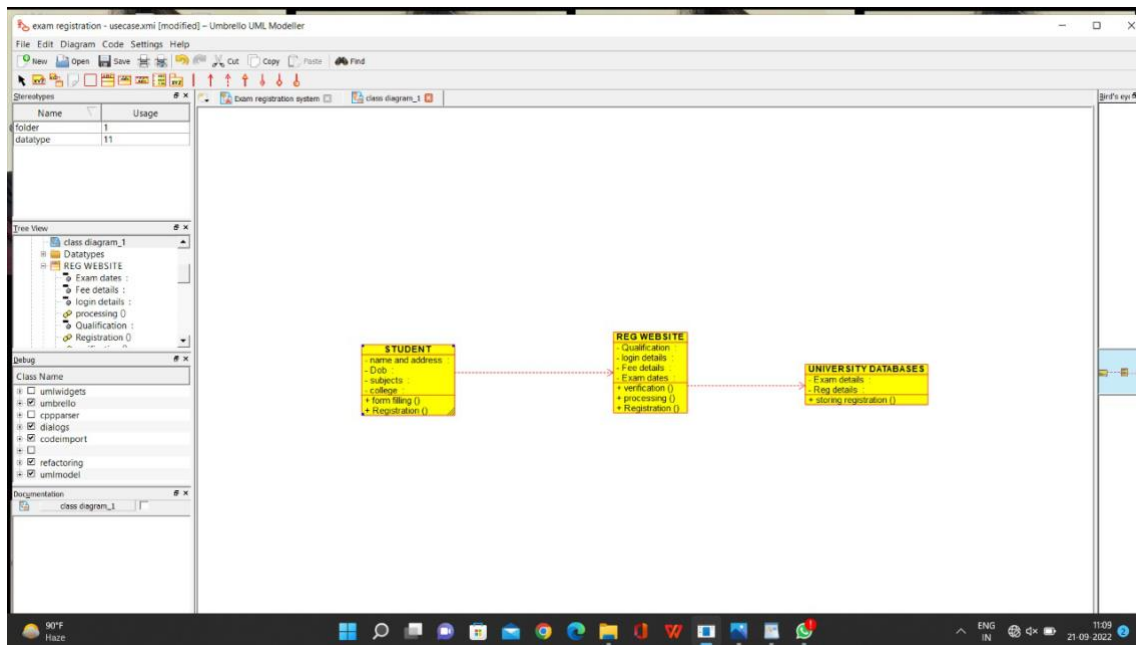 exam registration - usecase.xmi [modified] – Umbrello UML Modeller
File Edit Diagram Code Settings Help
New Open Save Cut Copy Paste Find
Stereotypes
Exam registration system class diagram_1
Bird's eye
Name Usage
folder 1
datatype 11
Tree View
class diagram_1
Datatypes
REG WEBSITE
Exam dates :
Fee details :
login details :
processing ()
Qualification :
Registration ()
Debug
Class Name
umlwidgets
umbrello
cppparser
dialogs
codeimport
refactoring
umlmodel
Documentation
class diagram_1
STUDENT
- name and address
- Dob :
- subjects :
- college :
+ form filling ()
+ Registration ()
REG WEBSITE
- Qualification :
- login details :
- Fee details :
- Exam dates :
+ verification ()
+ processing ()
+ Registration ()
UNIVERSITY DATABASES
- Exam details :
- Reg details :
+ storing registration ()
90°F
Haze
ENG
IN
11:09
21-09-2022
2